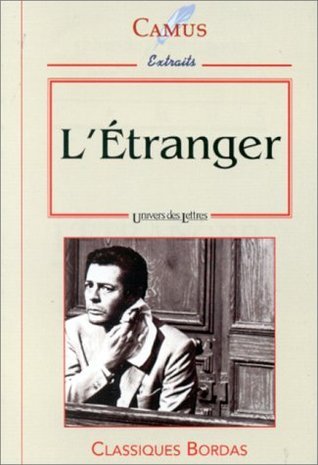 CAMUS
Extraits
L'Étranger
Univers des Lettres
CLASSIQUES BORDAS